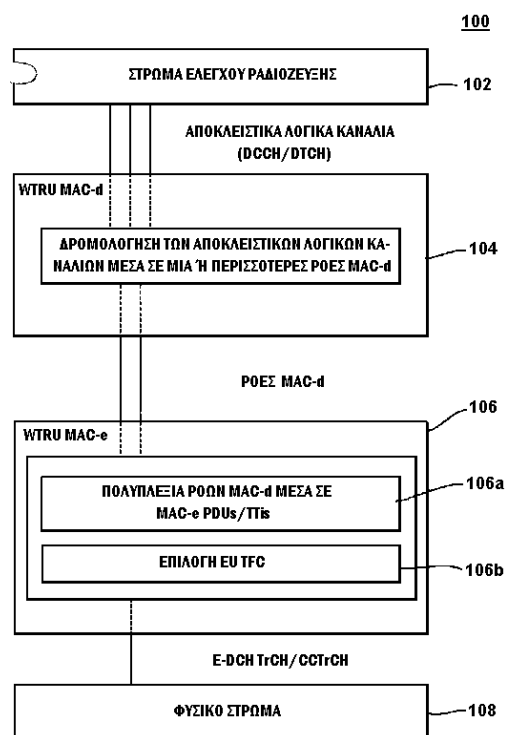 100
ΣΤΡΩΜΑ ΕΛΕΓΧΟΥ ΡΑΔΙΟΖΕΥΞΗΣ
102
ΑΠΟΚΛΕΙΣΤΙΚΑ ΛΟΓΙΚΑ ΚΑΝΑΛΙΑ
(DCCH/DTCH)
WTRU MAC-d
ΔΡΟΜΟΛΟΓΗΣΗ ΤΩΝ ΑΠΟΚΛΕΙΣΤΙΚΩΝ ΛΟΓΙΚΩΝ ΚΑ-
ΝΑΛΙΩΝ ΜΕΣΑ ΣΕ ΜΙΑ Ή ΠΕΡΙΣΣΟΤΕΡΕΣ ΡΟΕΣ MAC-d
104
ΡΟΕΣ MAC-d
106
WTRU MAC-e
ΠΟΛΥΠΛΕΞΙΑ ΡΟΩΝ MAC-d ΜΕΣΑ ΣΕ
MAC-e PDUs/TTis
106a
ΕΠΙΛΟΓΗ EU TFC
106b
E-DCH TrCH/CCTrCH
ΦΥΣΙΚΟ ΣΤΡΩΜΑ
108